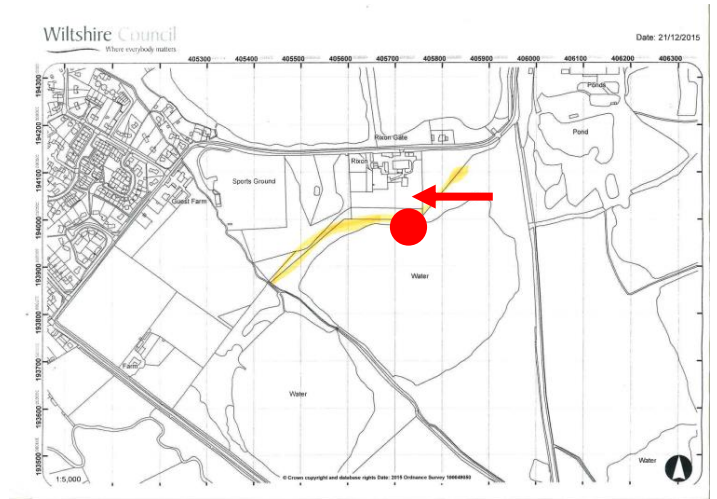 Wiltshire Council
Where everybody matters
Date: 21/12/2015
405300 405400 405500 405600 405700 405800 405900 406000 406100 406200 406300
194300
Ponds
194200
Rixon Gate
Pond
Rixon
194100
Sports Ground
Guest Farm
194000
193900
Water
193800
193700
Farm
Water
193600
193500
Water
1:5,000
© Crown copyright and database rights Date: 2015 Ordnance Survey 100049050